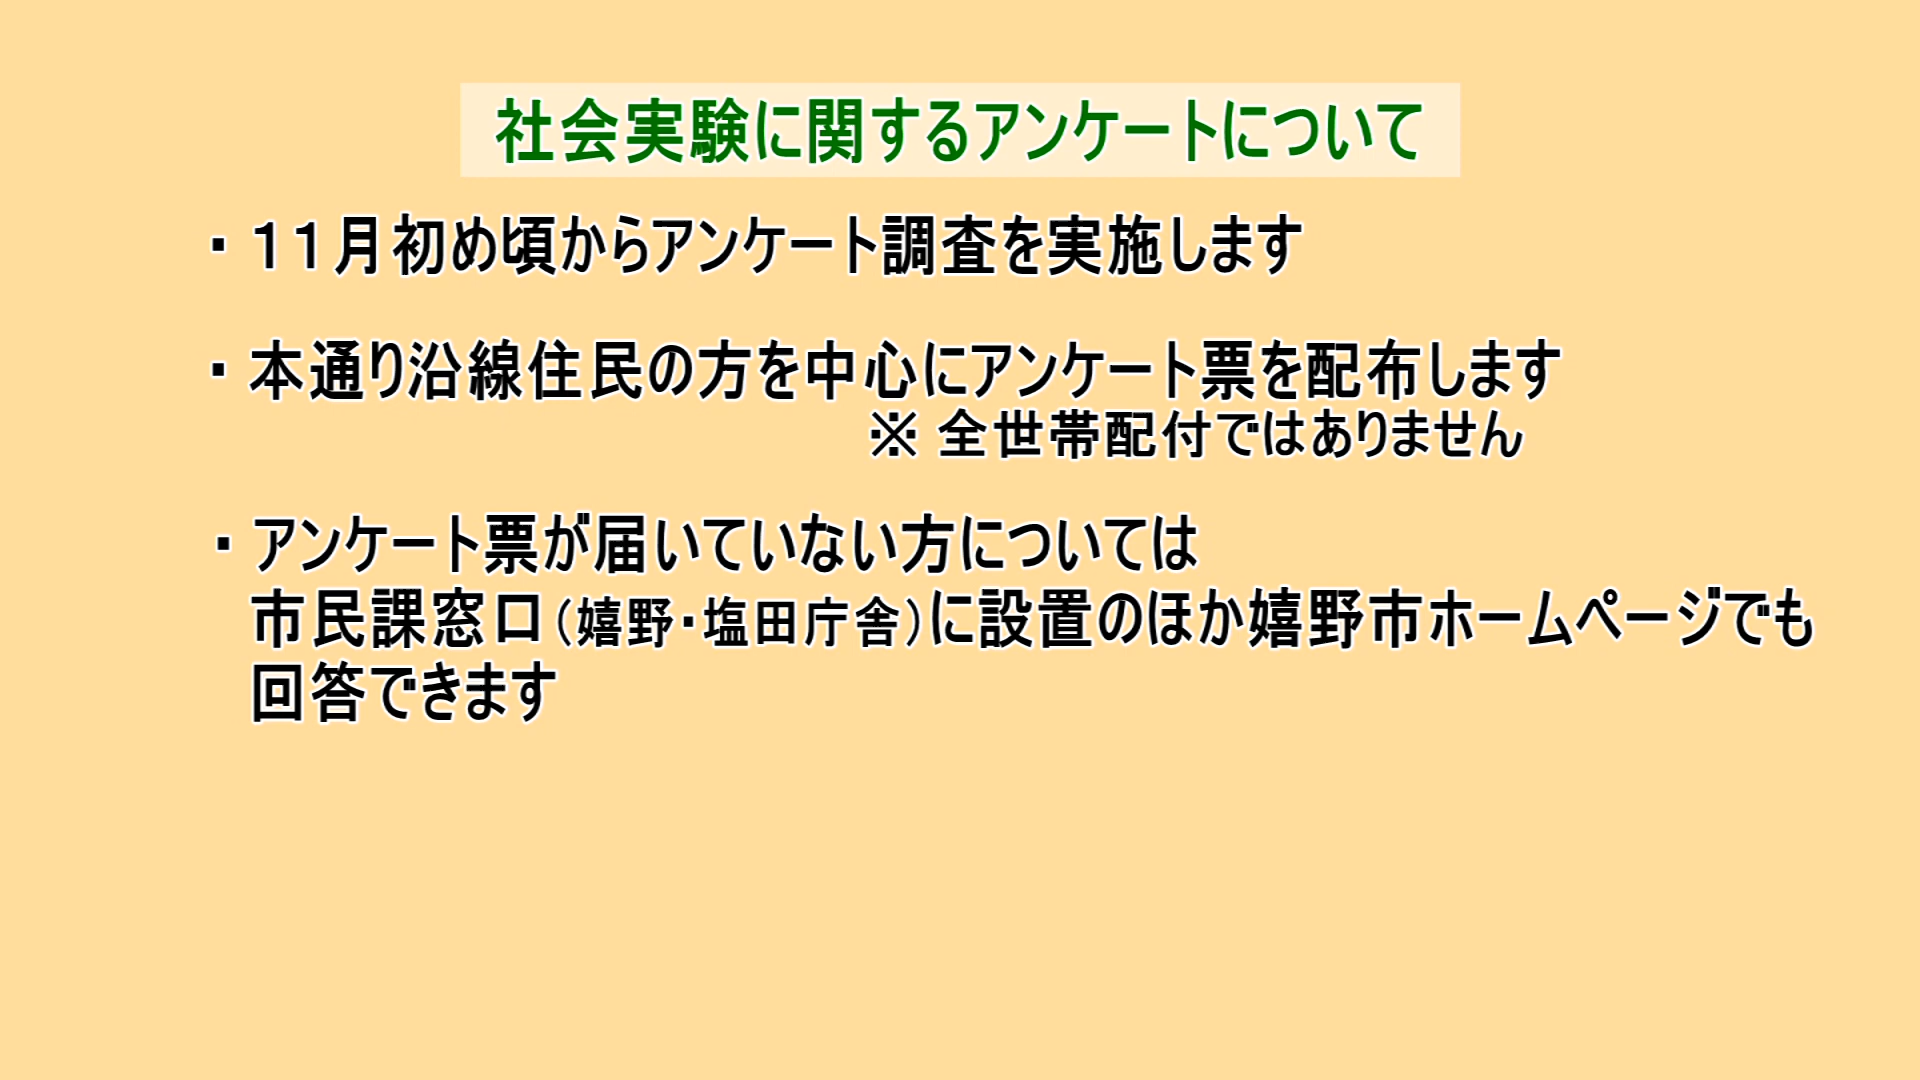 社会実験に関するアンケートについて
・１１月初め頃からアンケート調査を実施します
・本通り沿線住民の方を中心にアンケート票を配布します
※ 全世帯配付ではありません
・アンケート票が届いていない方については
市民課窓口（嬉野・塩田庁舎）に設置のほか嬉野市ホームページでも
回答できます